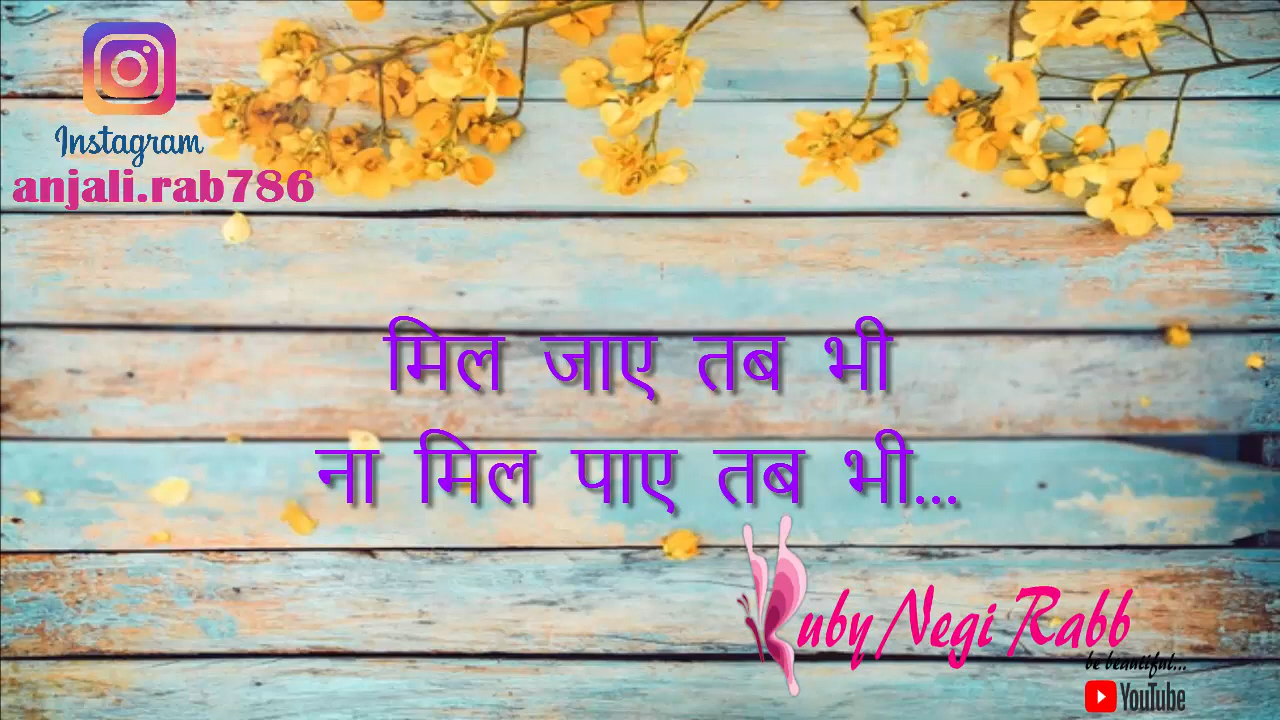 Instagram
anjali.rab786
मिल जाए तब भी
ना मिल पाए तब भी...
Ruby Negi Rabb
be beautiful...
YouTube